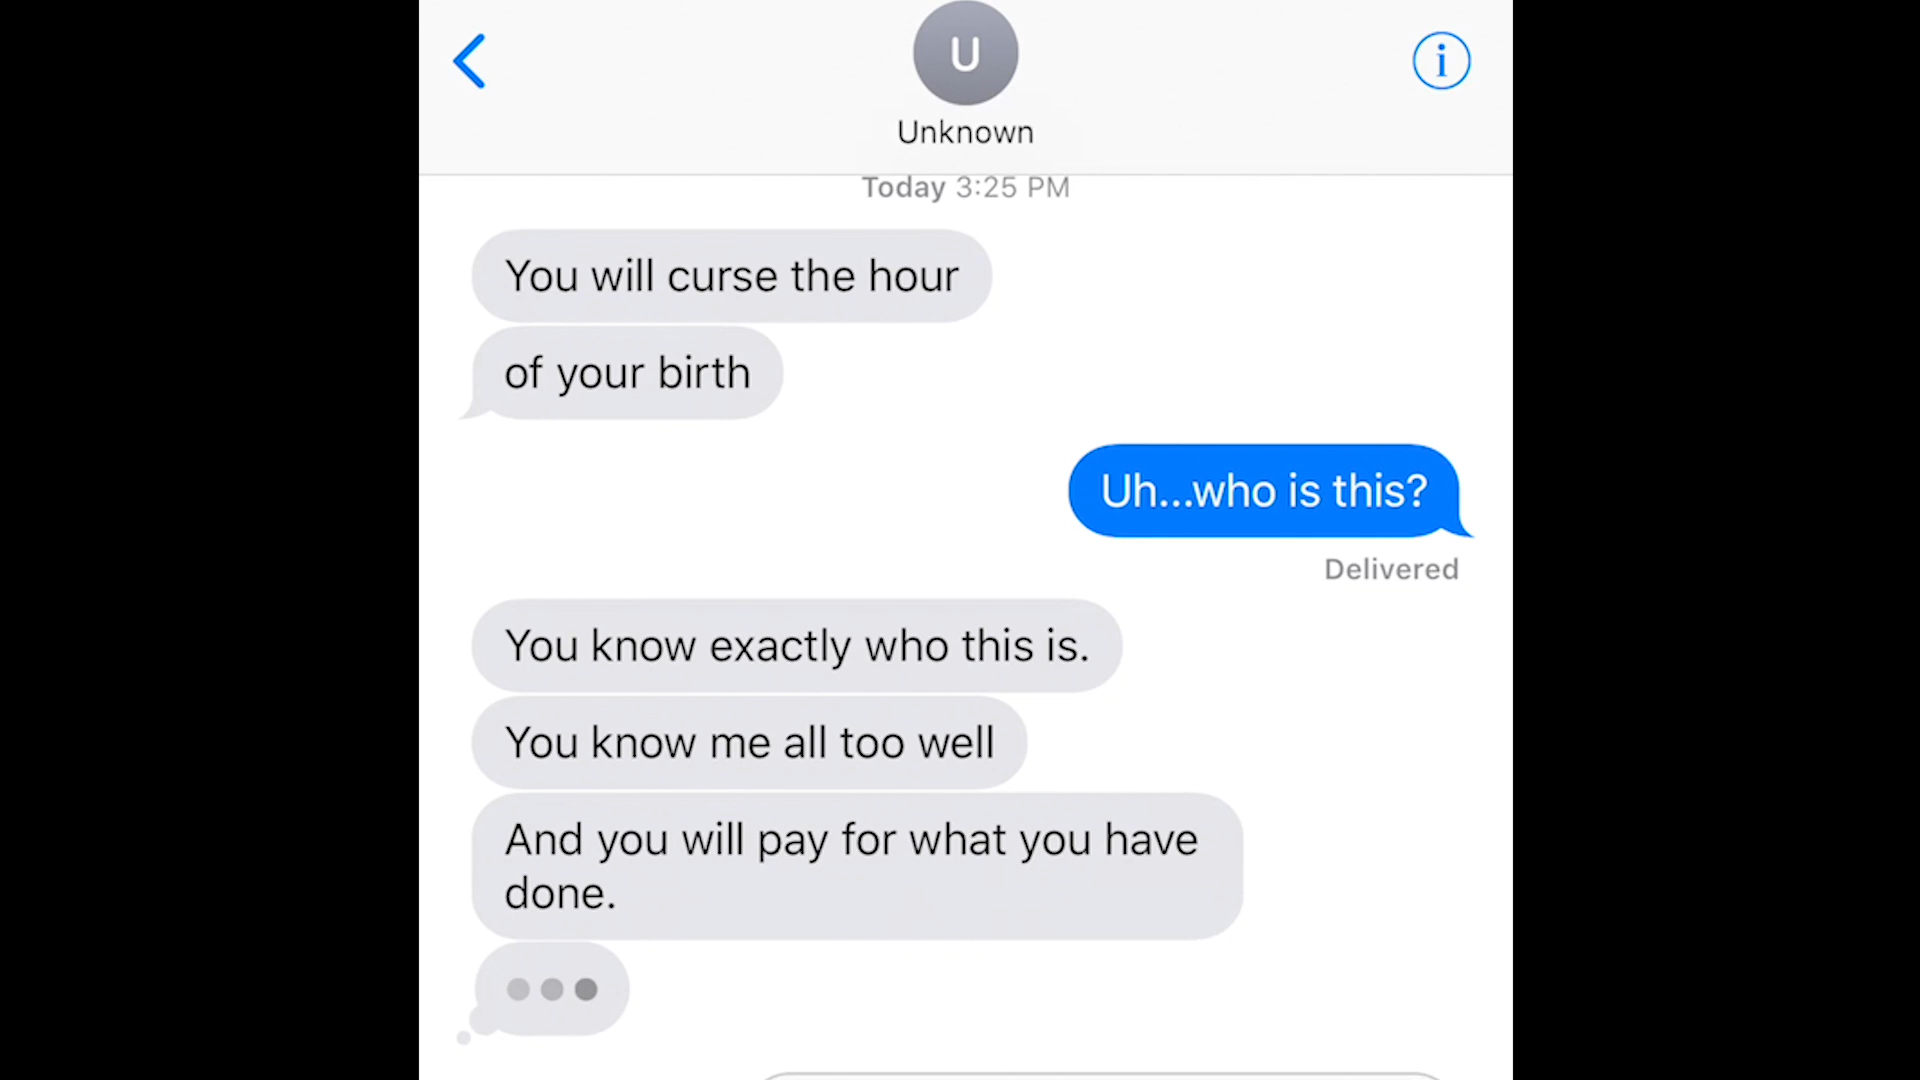 U
Unknown
Today 3:25 PM
You will curse the hour
of your birth
Uh...who is this?
Delivered
You know exactly who this is.
You know me all too well
And you will pay for what you have
done.